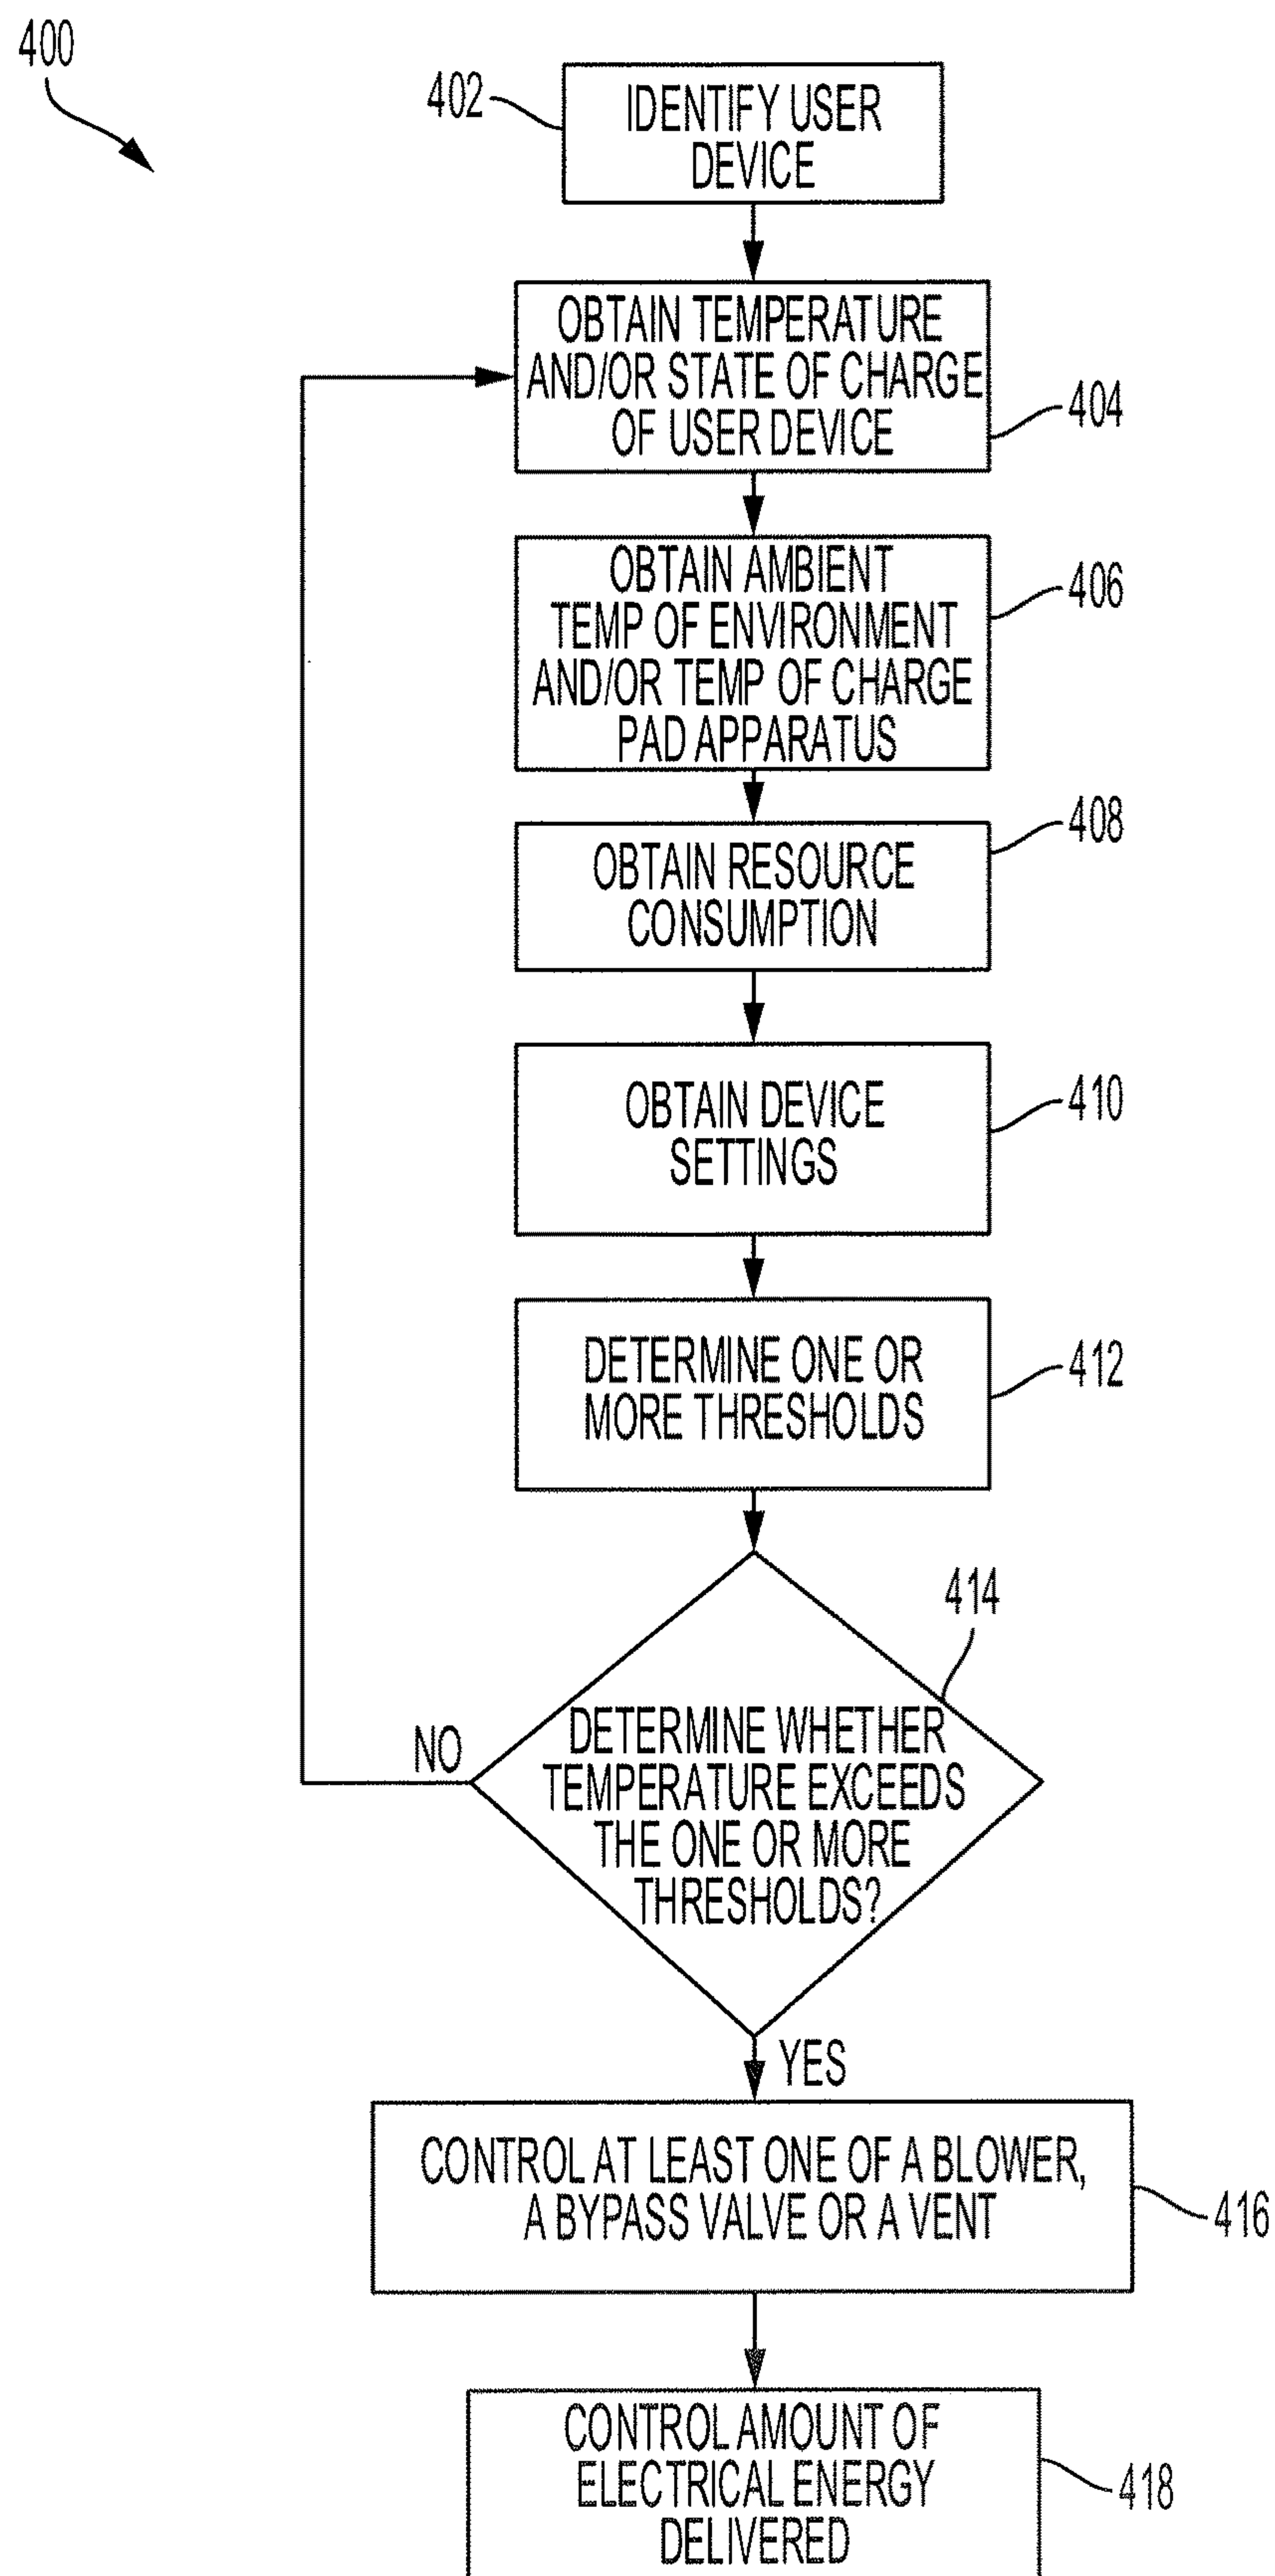 400
402
IDENTIFY USER
DEVICE
OBTAIN TEMPERATURE
AND/OR STATE OF CHARGE
OF USER DEVICE
404
OBTAIN AMBIENT
TEMP OF ENVIRONMENT
AND/OR TEMP OF CHARGE
PAD APPARATUS
406
OBTAIN RESOURCE
CONSUMPTION
408
OBTAIN DEVICE
SETTINGS
410
DETERMINE ONE OR
MORE THRESHOLDS
412
414
DETERMINE WHETHER
TEMPERATURE EXCEEDS
THE ONE OR MORE
THRESHOLDS?
NO
YES
CONTROL AT LEAST ONE OF A BLOWER,
A BYPASS VALVE OR A VENT
416
CONTROL AMOUNT OF
ELECTRICAL ENERGY
DELIVERED
418